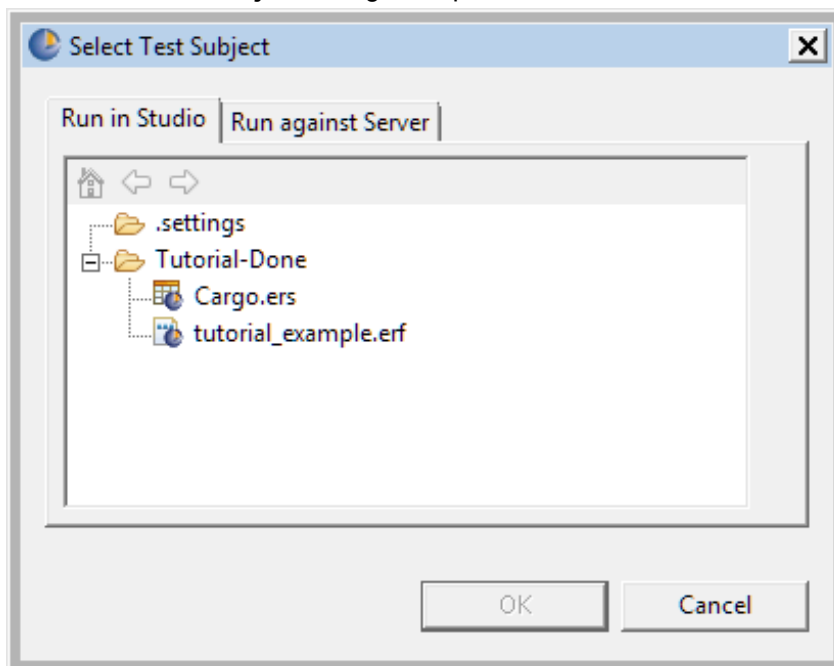 Select Test Subject
Run in Studio Run against Server
.settings
Tutorial-Done
Cargo.ers
tutorial_example.erf
OK Cancel